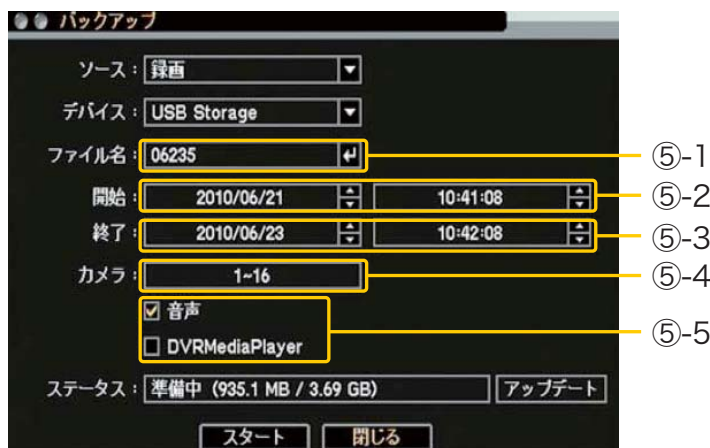 バックアップ
ソース : 録画
デバイス : USB Storage
ファイル名 : 06235 ⑤-1
開始 : 2010/06/21 10:41:08 ⑤-2
終了 : 2010/06/23 10:42:08 ⑤-3
カメラ : 1~16 ⑤-4
音声
DVRMediaPlayer ⑤-5
ステータス : 準備中 (935.1 MB / 3.69 GB) アップデート
スタート 閉じる